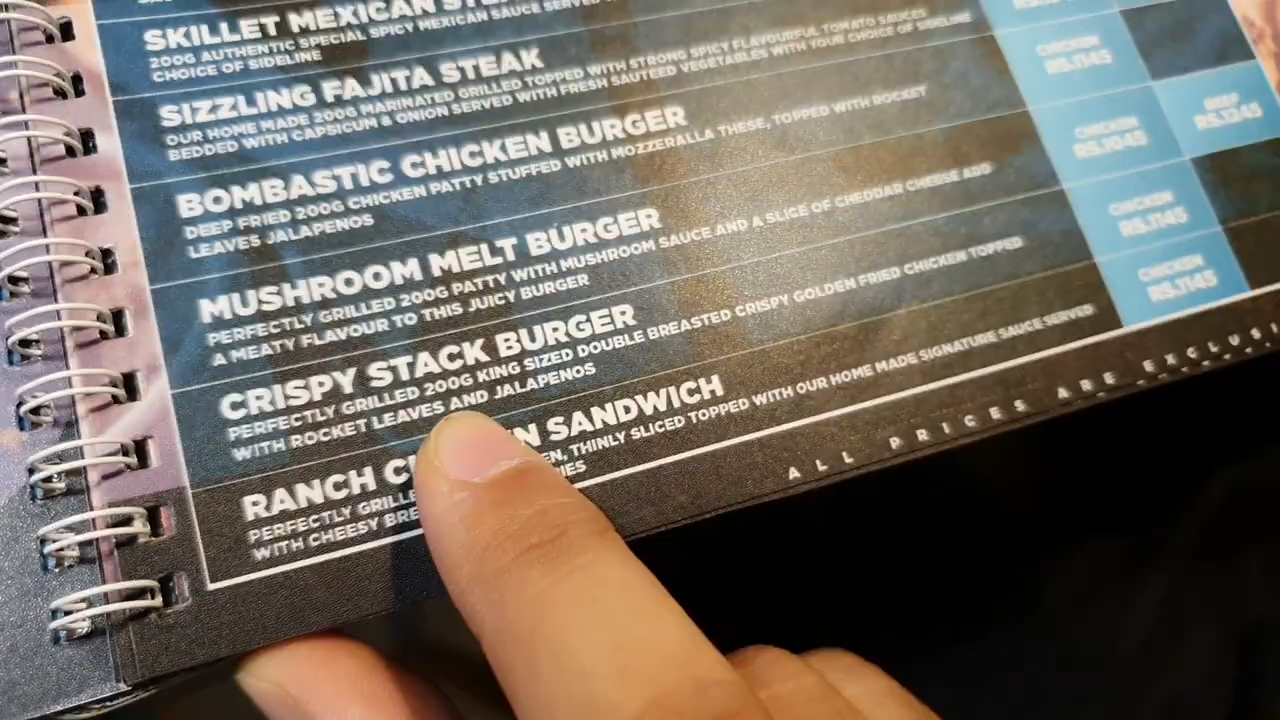 SKILLET MEXICAN
200G AUTHENTIC SPECIAL SPICY MEXICAN SAUCE SERVED
CHOICE OF SIDELINE
SIZZLING FAJITA STEAK
OUR HOME MADE 200G MARINATED GRILLED TOPPED WITH STRONG SPICY FLAVOURFUL TOMATO SAUCES
BEDDED WITH CAPSICUM & ONION SERVED WITH FRESH SAUTEED VEGETABLES WITH YOUR CHOICE OF SIDELINE
CHICKEN
RS.1145
BOMBASTIC CHICKEN BURGER
DEEP FRIED 200G CHICKEN PATTY STUFFED WITH MOZZERALLA THESE, TOPPED WITH ROCKET
LEAVES JALAPENOS
CHICKEN
RS.1045
BEEF
RS.1245
MUSHROOM MELT BURGER
PERFECTLY GRILLED 200G PATTY WITH MUSHROOM SAUCE AND A SLICE OF CHEDDAR CHEESE ADD
A MEATY FLAVOUR TO THIS JUICY BURGER
CHICKEN
RS.1145
CRISPY STACK BURGER
PERFECTLY GRILLED 200G KING SIZED DOUBLE BREASTED CRISPY GOLDEN FRIED CHICKEN TOPPED
WITH ROCKET LEAVES AND JALAPENOS
CHICKEN
RS.1145
RANCH SANDWICH
PERFECTLY THINLY SLICED TOPPED WITH OUR HOME MADE SIGNATURE SAUCE SERVED
WITH CHEESY
ALL PRICES ARE